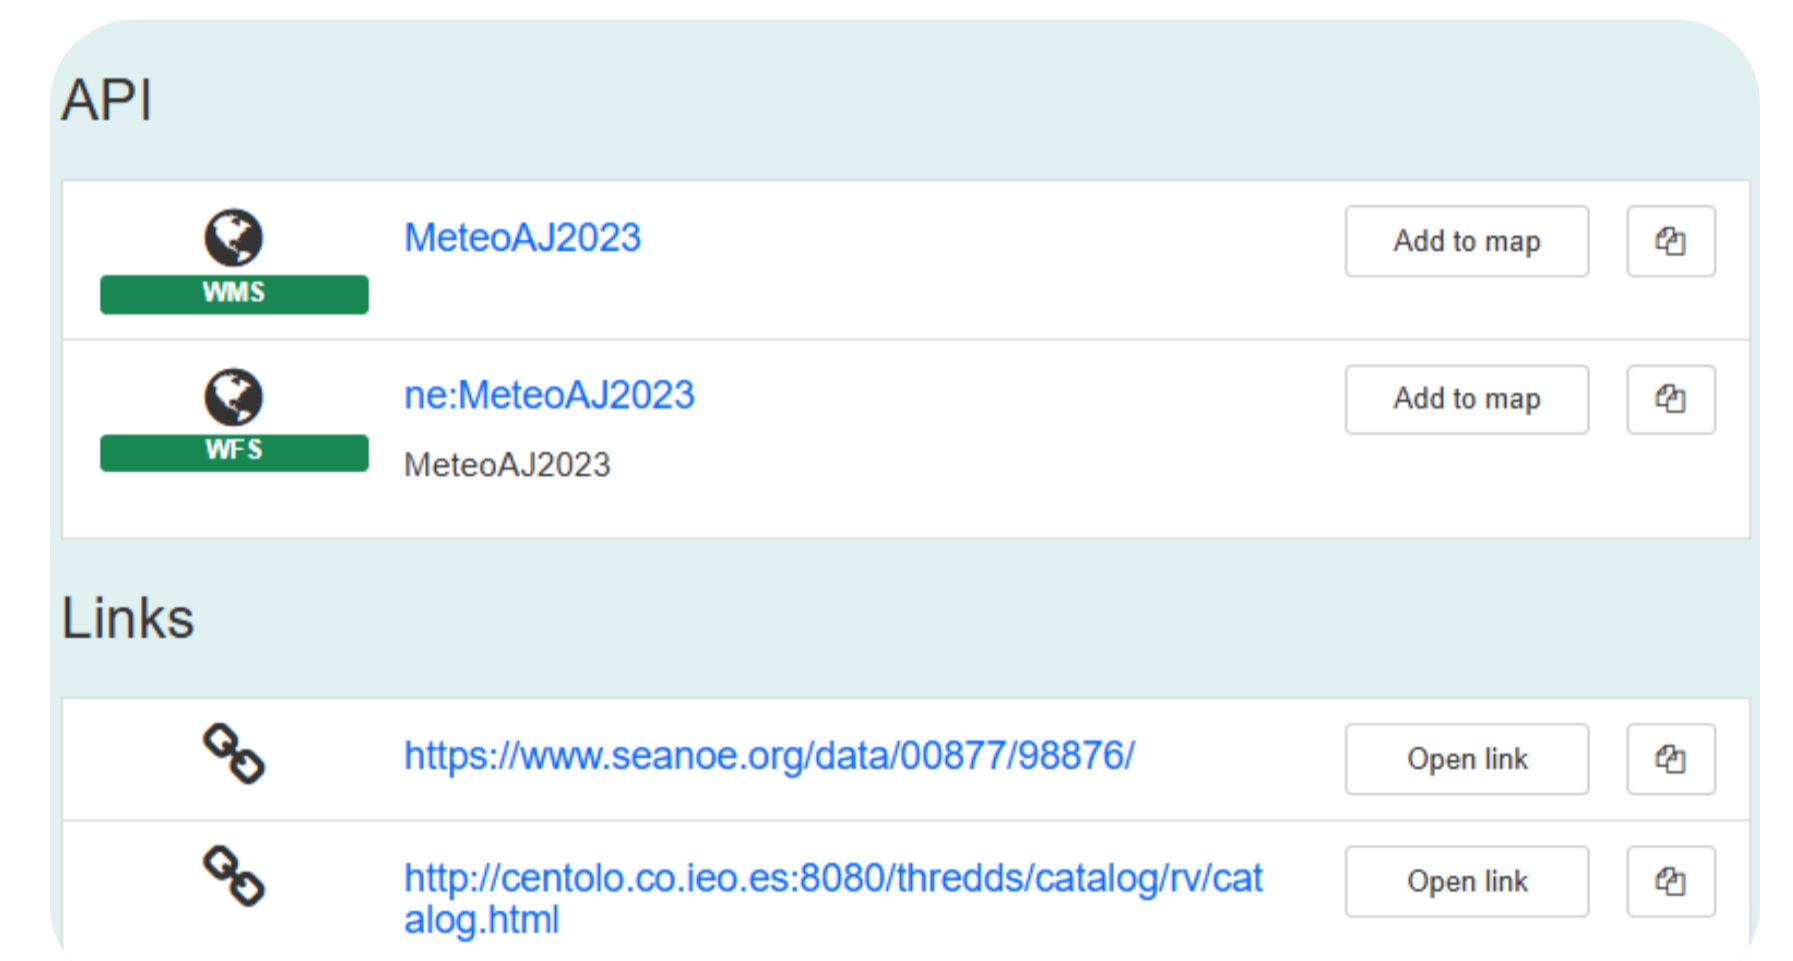 API
MeteoAJ2023
Add to map
WMS
ne:MeteoAJ2023
Add to map
WFS
MeteoAJ2023
Links
https://www.seanoe.org/data/00877/98876/
Open link
http://centolo.co.ieo.es:8080/thredds/catalog/rv/cat
alog.html
Open link